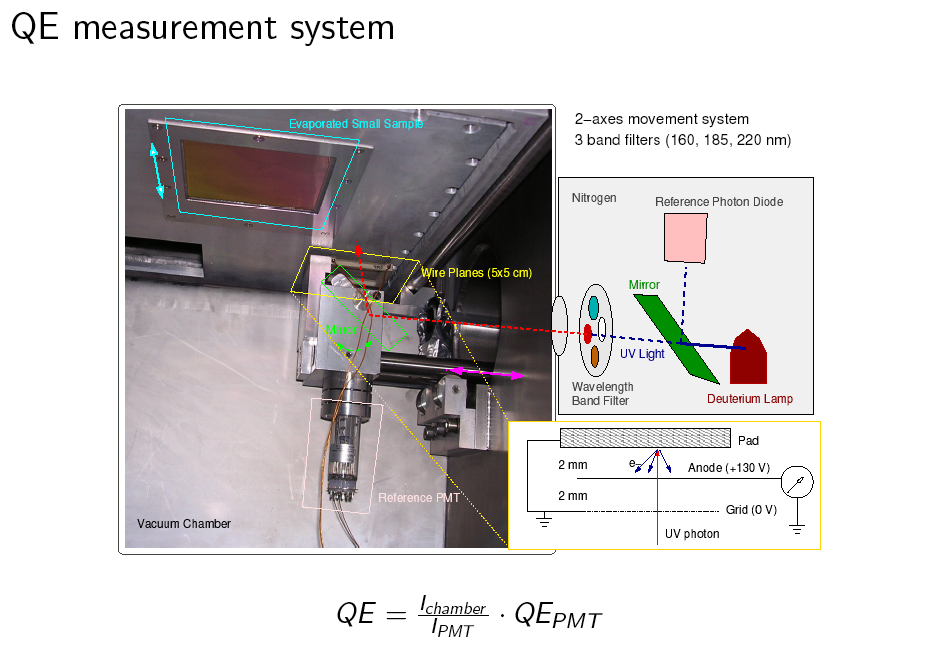 QE measurement system
Evaporated Small Sample
2–axes movement system
3 band filters (160, 185, 220 nm)
Nitrogen
Reference Photon Diode
Wire Planes (5x5 cm)
Mirror
Mirror
UV Light
Wavelength
Band Filter
Deuterium Lamp
Pad
2 mm
e–
Anode (+130 V)
2 mm
Grid (0 V)
Reference PMT
Vacuum Chamber
UV photon
QE = I_chamber / I_PMT · QE_PMT